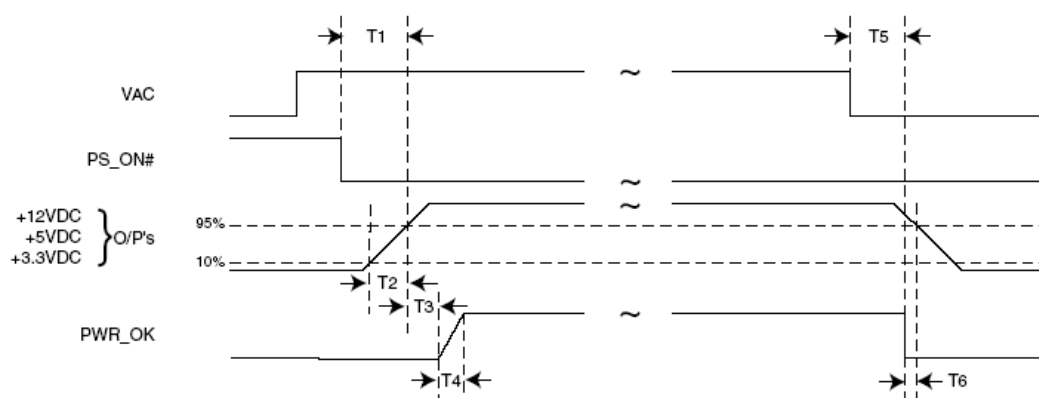 T1
T5
VAC
~
PS_ON#
~
+12VDC
+5VDC
+3.3VDC
} O/P's
95%
10%
~
T2
T3
PWR_OK
~
T4
T6